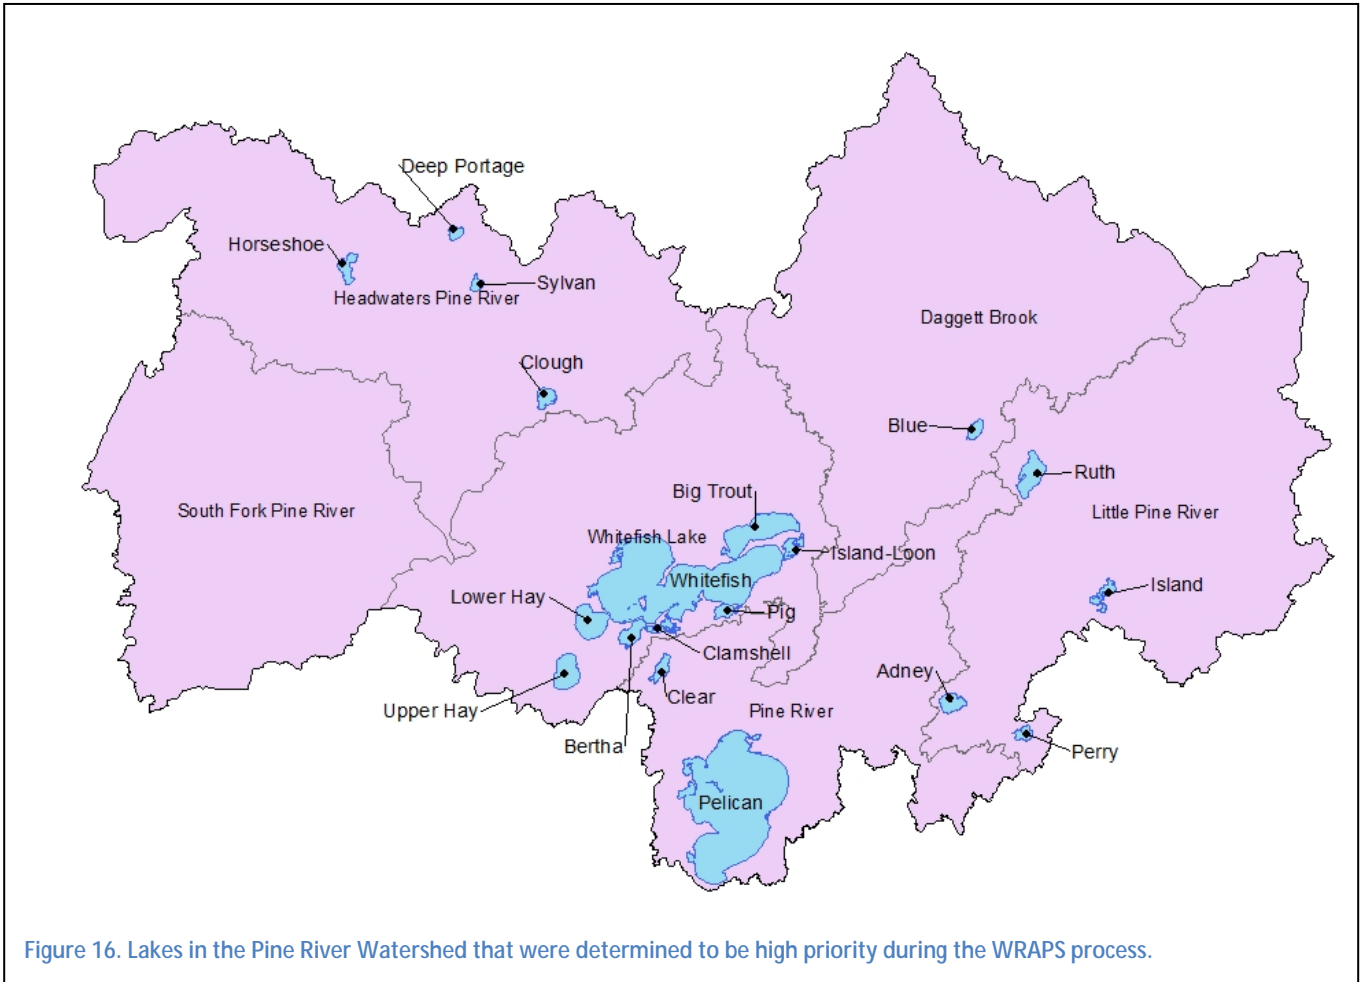 Deep Portage
Horseshoe
Sylvan
Headwaters Pine River
Daggett Brook
Clough
Blue
Ruth
Big Trout
South Fork Pine River
Little Pine River
Whitefish Lake
Island-Loon
Whitefish
Island
Lower Hay
Pig
Clamshell
Adney
Clear
Upper Hay
Pine River
Bertha
Perry
Pelican
Figure 16. Lakes in the Pine River Watershed that were determined to be high priority during the WRAPS process.